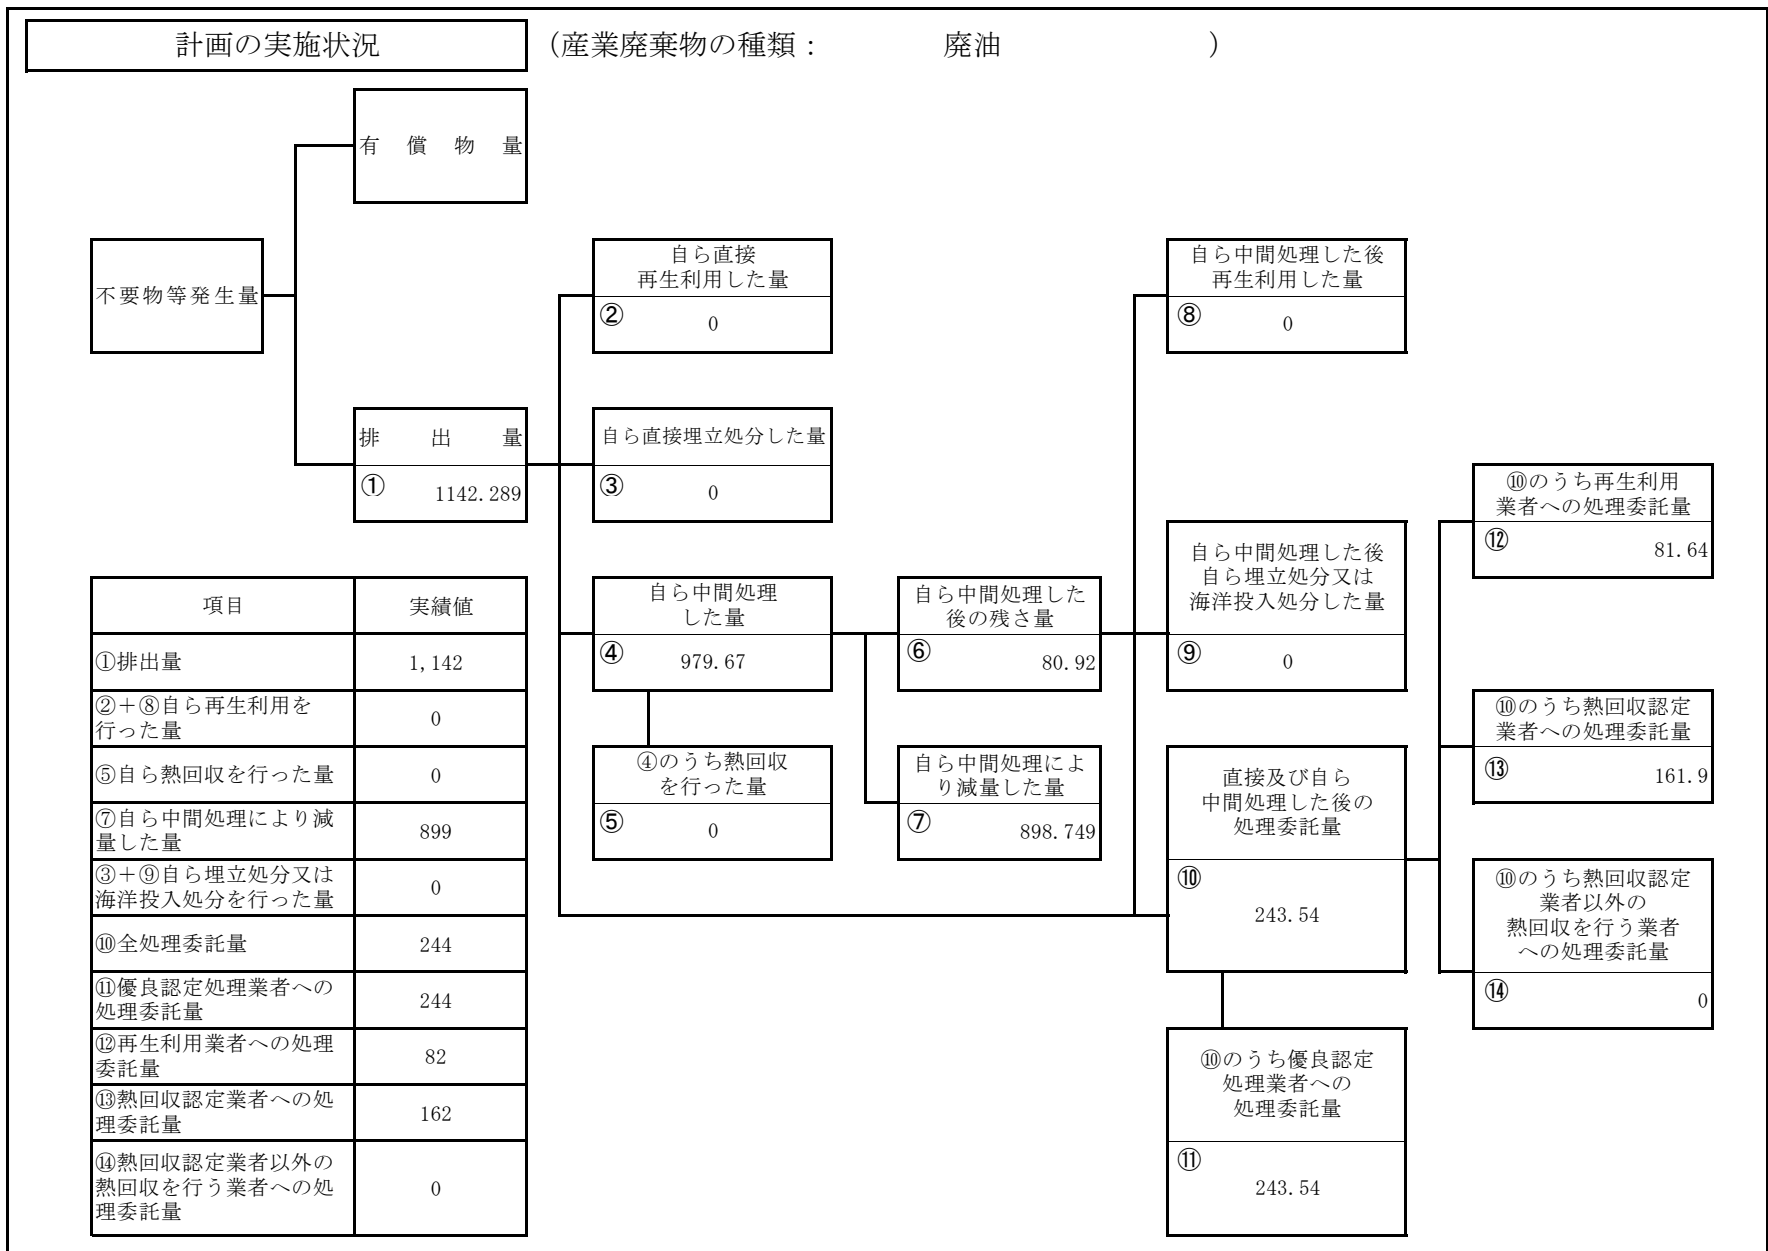 計画の実施状況
（産業廃棄物の種類： 廃油 ）
有償物量
不要物等発生量
排出量
① 1142.289
自ら直接
再生利用した量
② 0
自ら直接埋立処分した量
③ 0
自ら中間処理
した量
④ 979.67
④のうち熱回収
を行った量
⑤ 0
自ら中間処理した
後の残さ量
⑥ 80.92
自ら中間処理によ
り減量した量
⑦ 898.749
自ら中間処理した後
再生利用した量
⑧ 0
自ら中間処理した後
自ら埋立処分又は
海洋投入処分した量
⑨ 0
直接及び自ら
中間処理した後の
処理委託量
⑩
243.54
⑩のうち優良認定
処理業者への
処理委託量
⑪
243.54
⑩のうち再生利用
業者への処理委託量
⑫ 81.64
⑩のうち熱回収認定
業者への処理委託量
⑬ 161.9
⑩のうち熱回収認定
業者以外の
熱回収を行う業者
への処理委託量
⑭ 0
項目 実績値
①排出量 1,142
②＋⑧自ら再生利用を
行った量 0
⑤自ら熱回収を行った量 0
⑦自ら中間処理により減
量した量 899
③＋⑨自ら埋立処分又は
海洋投入処分を行った量 0
⑩全処理委託量 244
⑪優良認定処理業者への
処理委託量 244
⑫再生利用業者への処理
委託量 82
⑬熱回収認定業者への処
理委託量 162
⑭熱回収認定業者以外の
熱回収を行う業者への処
理委託量 0